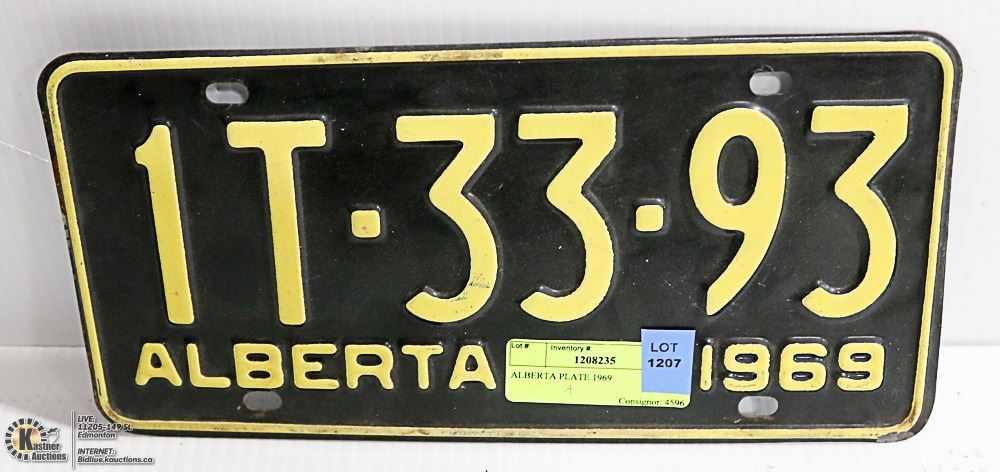 1T·33·93
ALBERTA 1969
Lot #
Inventory #:
1208235
ALBERTA PLATE 1969
A
Consignor: 4596
LOT
1207
Kastner
Auctions
LIVE:
11205-149 St,
Edmonton
INTERNET:
Bidlive.kauctions.ca